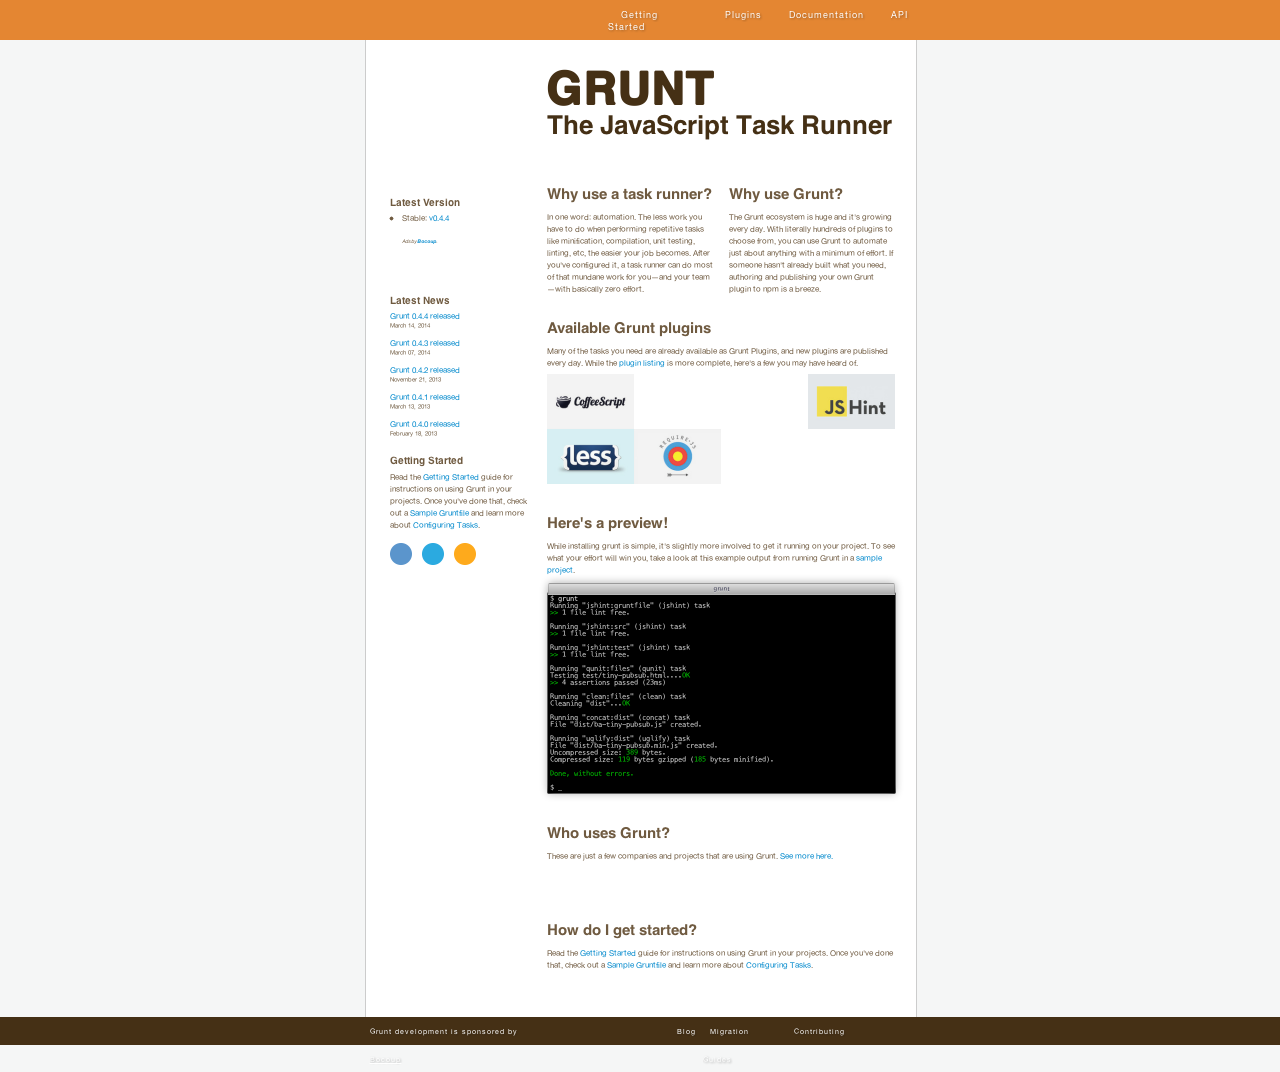 Getting Started
Plugins
Documentation
API
GRUNT
The JavaScript Task Runner
Latest Version
Stable: v0.4.4
Ads by Bocoup.
Latest News
Grunt 0.4.4 released
March 14, 2014
Grunt 0.4.3 released
March 07, 2014
Grunt 0.4.2 released
November 21, 2013
Grunt 0.4.1 released
March 13, 2013
Grunt 0.4.0 released
February 18, 2013
Getting Started
Read the Getting Started guide for
instructions on using Grunt in your
projects. Once you've done that, check
out a Sample Gruntfile and learn more
about Configuring Tasks.
Why use a task runner?
In one word: automation. The less work you
have to do when performing repetitive tasks
like minification, compilation, unit testing,
linting, etc, the easier your job becomes. After
you've configured it, a task runner can do most
of that mundane work for you—and your team
—with basically zero effort.
Why use Grunt?
The Grunt ecosystem is huge and it's growing
every day. With literally hundreds of plugins to
choose from, you can use Grunt to automate
just about anything with a minimum of effort. If
someone hasn't already built what you need,
authoring and publishing your own Grunt
plugin to npm is a breeze.
Available Grunt plugins
Many of the tasks you need are already available as Grunt Plugins, and new plugins are published
every day. While the plugin listing is more complete, here's a few you may have heard of.
CoffeeScript
JSHint
{less}
REQUIRE·JS
Here's a preview!
While installing grunt is simple, it's slightly more involved to get it running on your project. To see
what your effort will win you, take a look at this example output from running Grunt in a sample
project.
grunt
$ grunt
Running "jshint:gruntfile" (jshint) task
>> 1 file lint free.
Running "jshint:src" (jshint) task
>> 1 file lint free.
Running "jshint:test" (jshint) task
>> 1 file lint free.
Running "qunit:files" (qunit) task
Testing test/tiny-pubsub.html....OK
>> 4 assertions passed (23ms)
Running "clean:files" (clean) task
Cleaning "dist"...OK
Running "concat:dist" (concat) task
File "dist/ba-tiny-pubsub.js" created.
Running "uglify:dist" (uglify) task
File "dist/ba-tiny-pubsub.min.js" created.
Uncompressed size: 389 bytes.
Compressed size: 119 bytes gzipped (185 bytes minified).
Done, without errors.
$ _
Who uses Grunt?
These are just a few companies and projects that are using Grunt. See more here.
How do I get started?
Read the Getting Started guide for instructions on using Grunt in your projects. Once you've done
that, check out a Sample Gruntfile and learn more about Configuring Tasks.
Grunt development is sponsored by
Bocoup
Blog
Migration
Guides
Contributing